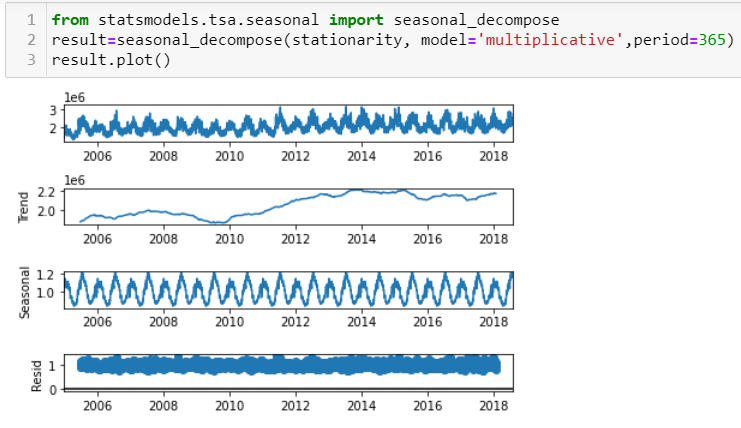 1 from statsmodels.tsa.seasonal import seasonal_decompose
2 result=seasonal_decompose(stationarity, model='multiplicative',period=365)
3 result.plot()
1e6
3
2
2006 2008 2010 2012 2014 2016 2018
1e6
2.2
2.0
Trend
2006 2008 2010 2012 2014 2016 2018
1.2
1.0
Seasonal
2006 2008 2010 2012 2014 2016 2018
1
0
Resid
2006 2008 2010 2012 2014 2016 2018